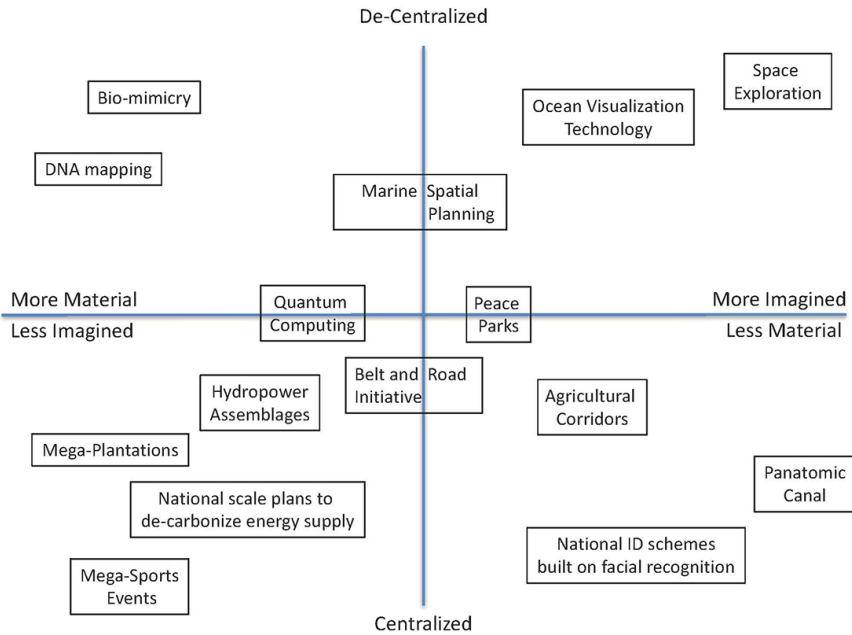 De-Centralized
Space
Exploration
Bio-mimicry
Ocean Visualization
Technology
DNA mapping
Marine Spatial
Planning
More Material
Less Imagined
Quantum
Computing
Peace
Parks
More Imagined
Less Material
Belt and Road
Initiative
Hydropower
Assemblages
Agricultural
Corridors
Mega-Plantations
Panatomic
Canal
National scale plans to
de-carbonize energy supply
National ID schemes
built on facial recognition
Mega-Sports
Events
Centralized